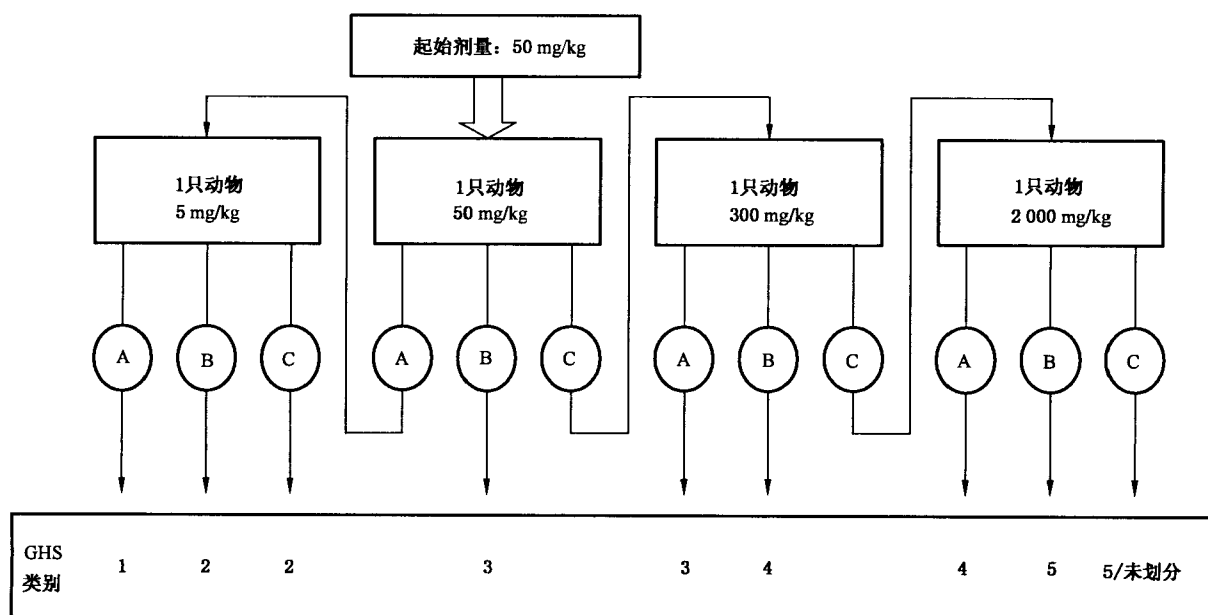 起始剂量：50 mg/kg
1只动物
5 mg/kg
1只动物
50 mg/kg
1只动物
300 mg/kg
1只动物
2 000 mg/kg
A B C A B C A B C A B C
GHS
类别
1 2 2 3 3 4 4 5 5/未划分